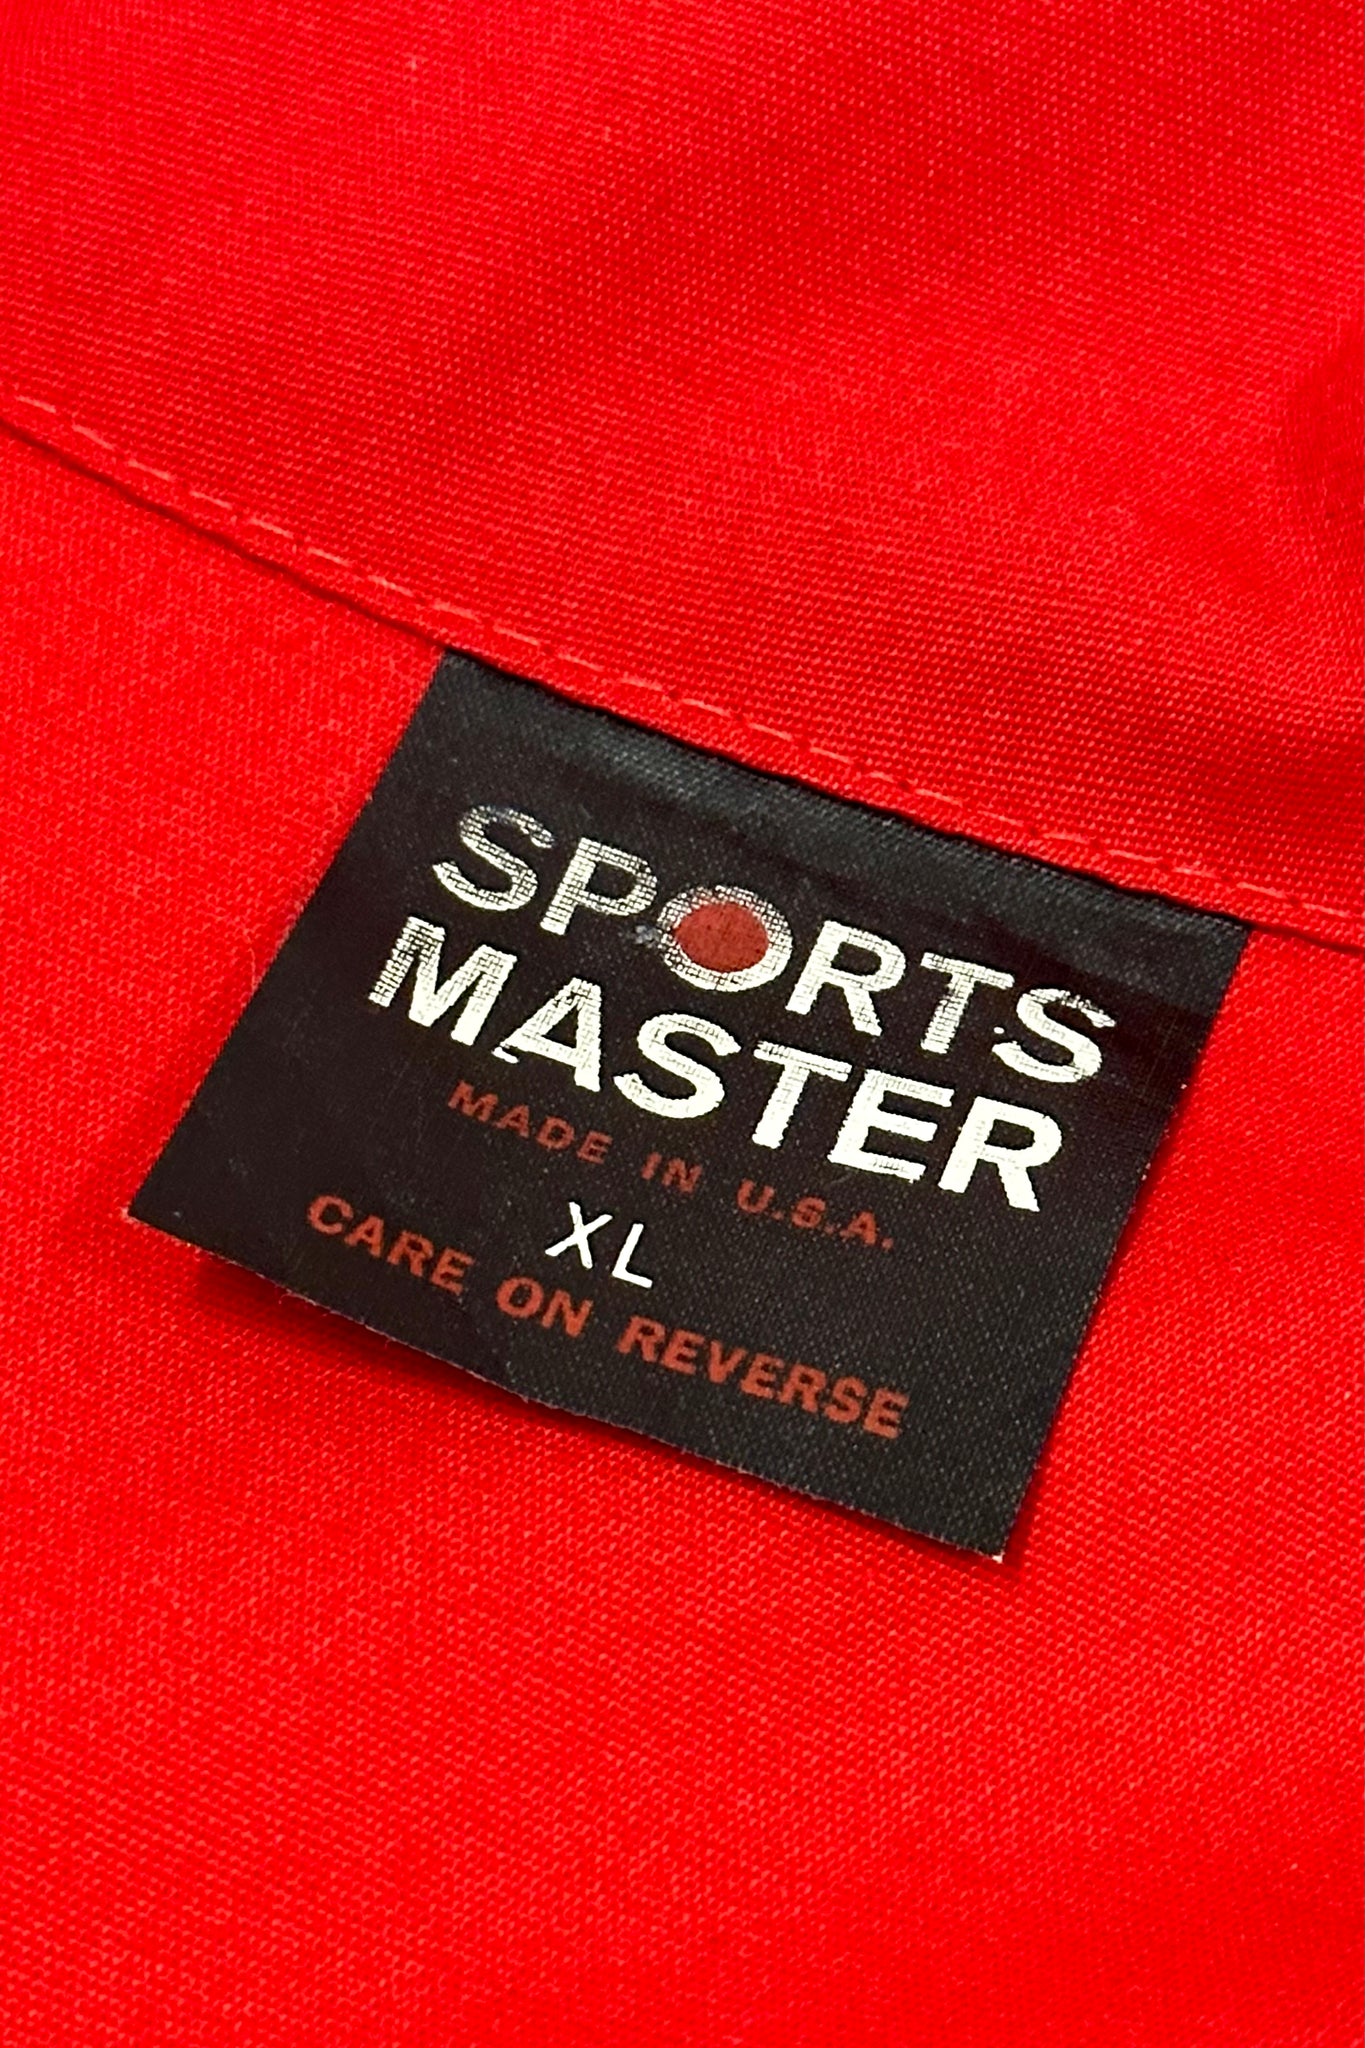 SPORTS
MASTER
MADE IN U.S.A.
XL
CARE ON REVERSE